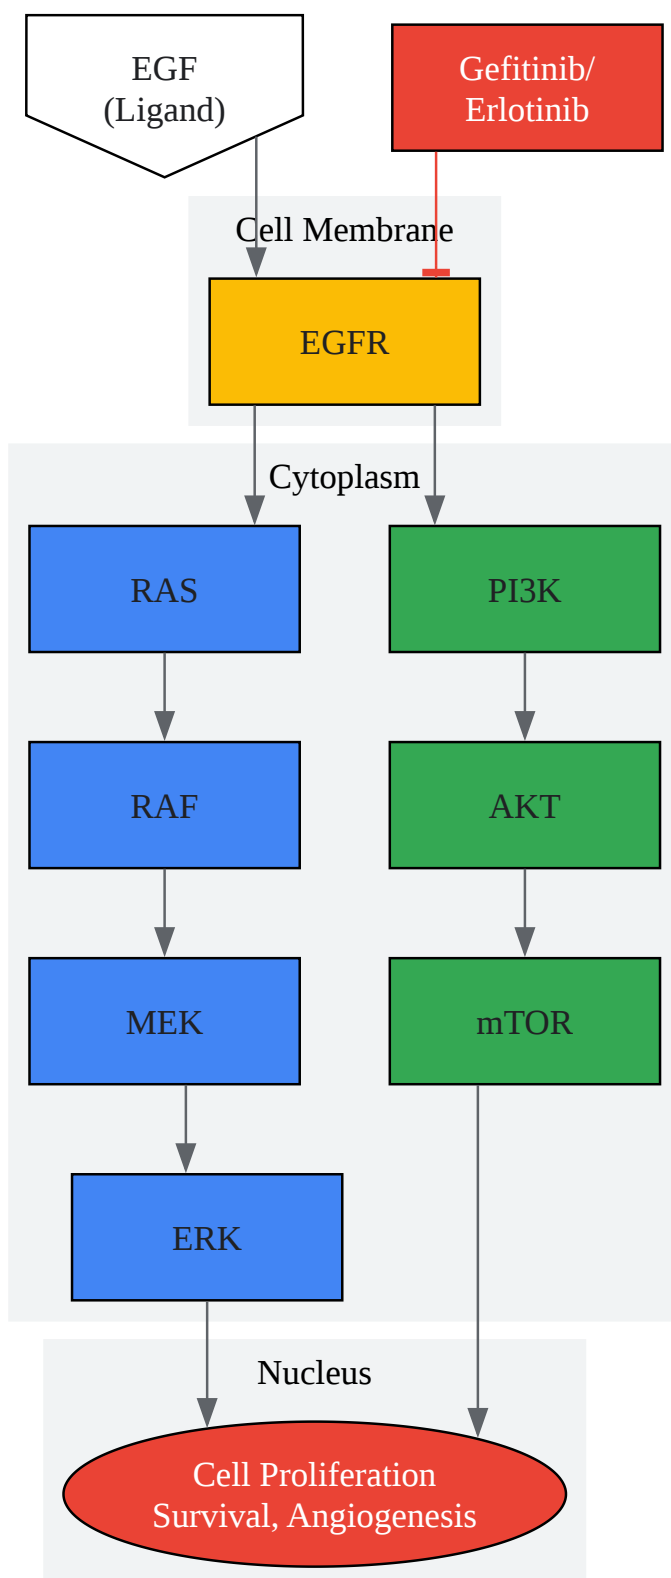 EGF
(Ligand)
Gefitinib/
Erlotinib
Cell Membrane
EGFR
Cytoplasm
RAS
PI3K
RAF
AKT
MEK
mTOR
ERK
Nucleus
Cell Proliferation
Survival, Angiogenesis